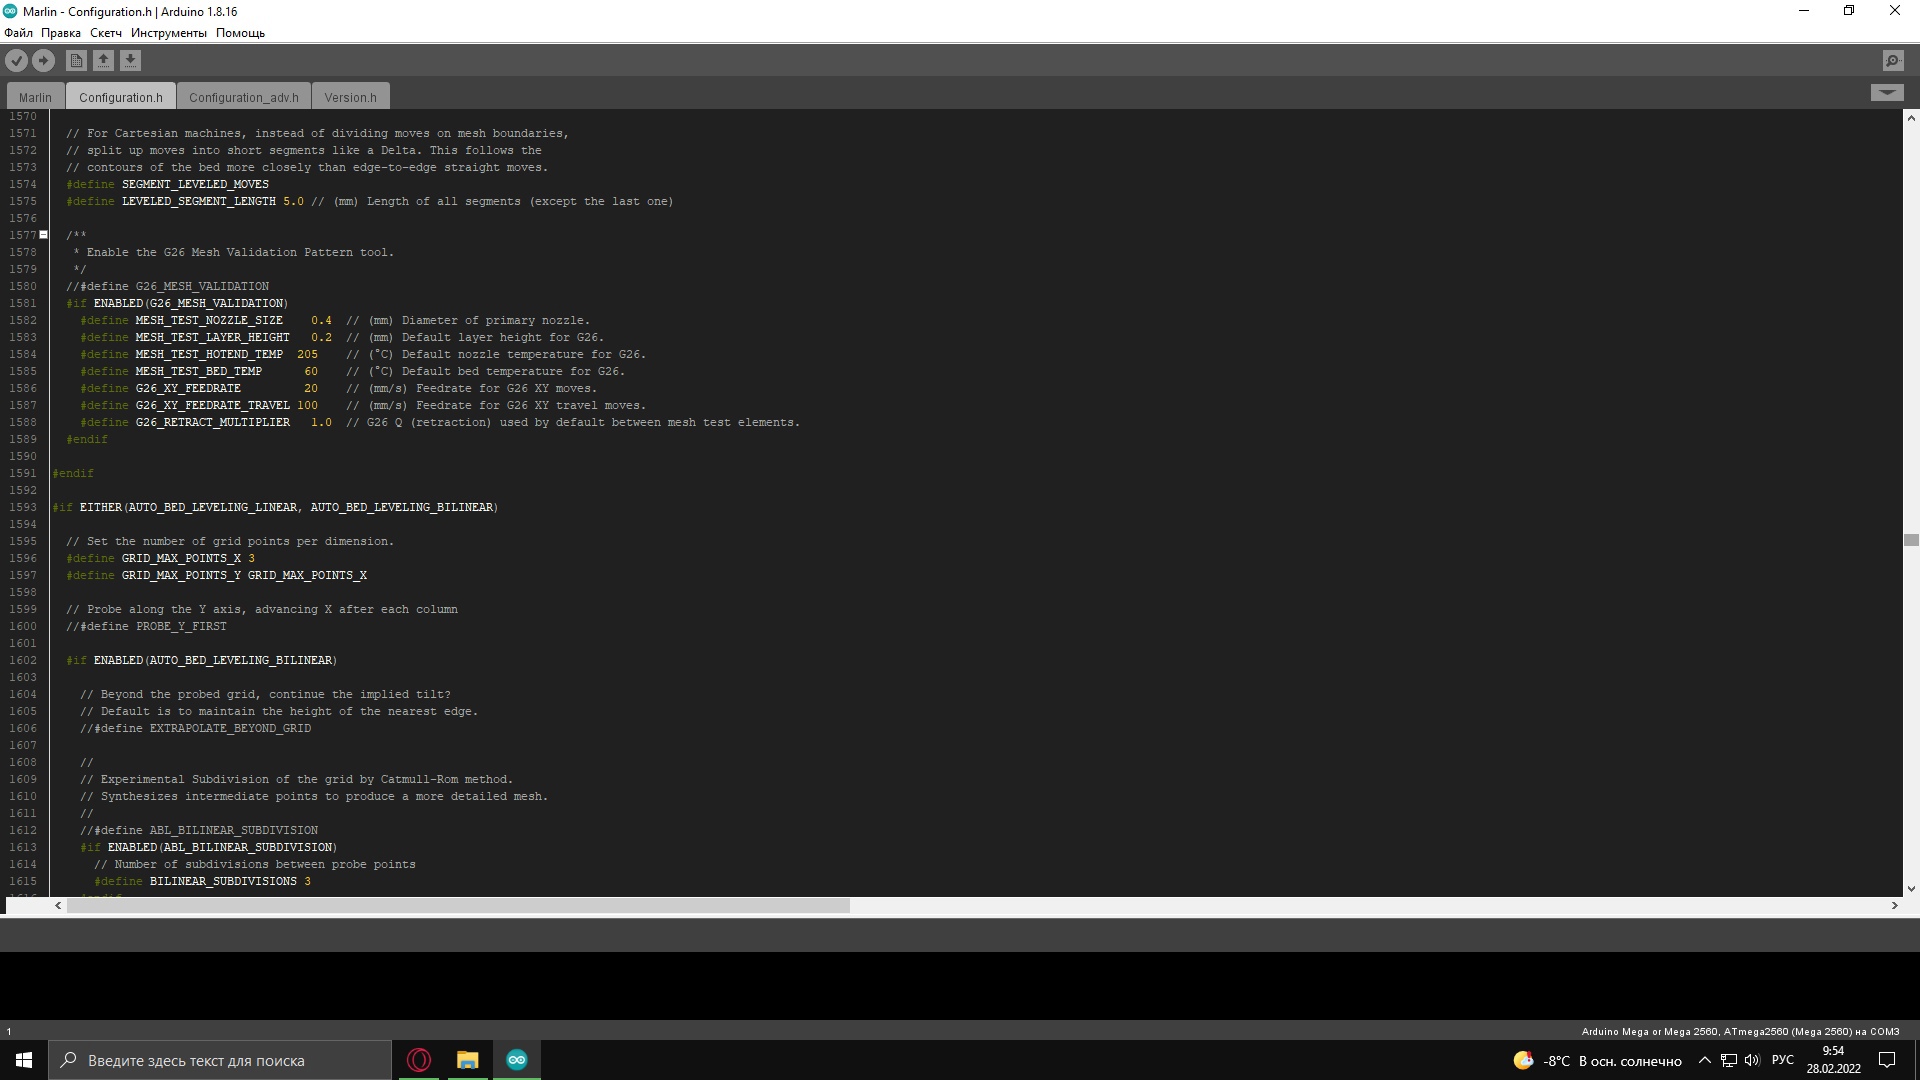 Marlin - Configuration.h | Arduino 1.8.16
Файл Правка Скетч Инструменты Помощь
Marlin Configuration.h Configuration_adv.h Version.h
1570
1571 // For Cartesian machines, instead of dividing moves on mesh boundaries,
1572 // split up moves into short segments like a Delta. This follows the
1573 // contours of the bed more closely than edge-to-edge straight moves.
1574 #define SEGMENT_LEVELED_MOVES
1575 #define LEVELED_SEGMENT_LENGTH 5.0 // (mm) Length of all segments (except the last one)
1576
1577 /**
1578 * Enable the G26 Mesh Validation Pattern tool.
1579 */
1580 //#define G26_MESH_VALIDATION
1581 #if ENABLED(G26_MESH_VALIDATION)
1582 #define MESH_TEST_NOZZLE_SIZE 0.4 // (mm) Diameter of primary nozzle.
1583 #define MESH_TEST_LAYER_HEIGHT 0.2 // (mm) Default layer height for G26.
1584 #define MESH_TEST_HOTEND_TEMP 205 // (°C) Default nozzle temperature for G26.
1585 #define MESH_TEST_BED_TEMP 60 // (°C) Default bed temperature for G26.
1586 #define G26_XY_FEEDRATE 20 // (mm/s) Feedrate for G26 XY moves.
1587 #define G26_XY_FEEDRATE_TRAVEL 100 // (mm/s) Feedrate for G26 XY travel moves.
1588 #define G26_RETRACT_MULTIPLIER 1.0 // G26 Q (retraction) used by default between mesh test elements.
1589 #endif
1590
1591 #endif
1592
1593 #if EITHER(AUTO_BED_LEVELING_LINEAR, AUTO_BED_LEVELING_BILINEAR)
1594
1595 // Set the number of grid points per dimension.
1596 #define GRID_MAX_POINTS_X 3
1597 #define GRID_MAX_POINTS_Y GRID_MAX_POINTS_X
1598
1599 // Probe along the Y axis, advancing X after each column
1600 //#define PROBE_Y_FIRST
1601
1602 #if ENABLED(AUTO_BED_LEVELING_BILINEAR)
1603
1604 // Beyond the probed grid, continue the implied tilt?
1605 // Default is to maintain the height of the nearest edge.
1606 //#define EXTRAPOLATE_BEYOND_GRID
1607
1608 //
1609 // Experimental Subdivision of the grid by Catmull-Rom method.
1610 // Synthesizes intermediate points to produce a more detailed mesh.
1611 //
1612 //#define ABL_BILINEAR_SUBDIVISION
1613 #if ENABLED(ABL_BILINEAR_SUBDIVISION)
1614 // Number of subdivisions between probe points
1615 #define BILINEAR_SUBDIVISIONS 3
1616 #endif
1 Arduino Mega or Mega 2560, ATmega2560 (Mega 2560) на COM3
Введите здесь текст для поиска
-8°C В осн. солнечно
РУС
9:54
28.02.2022